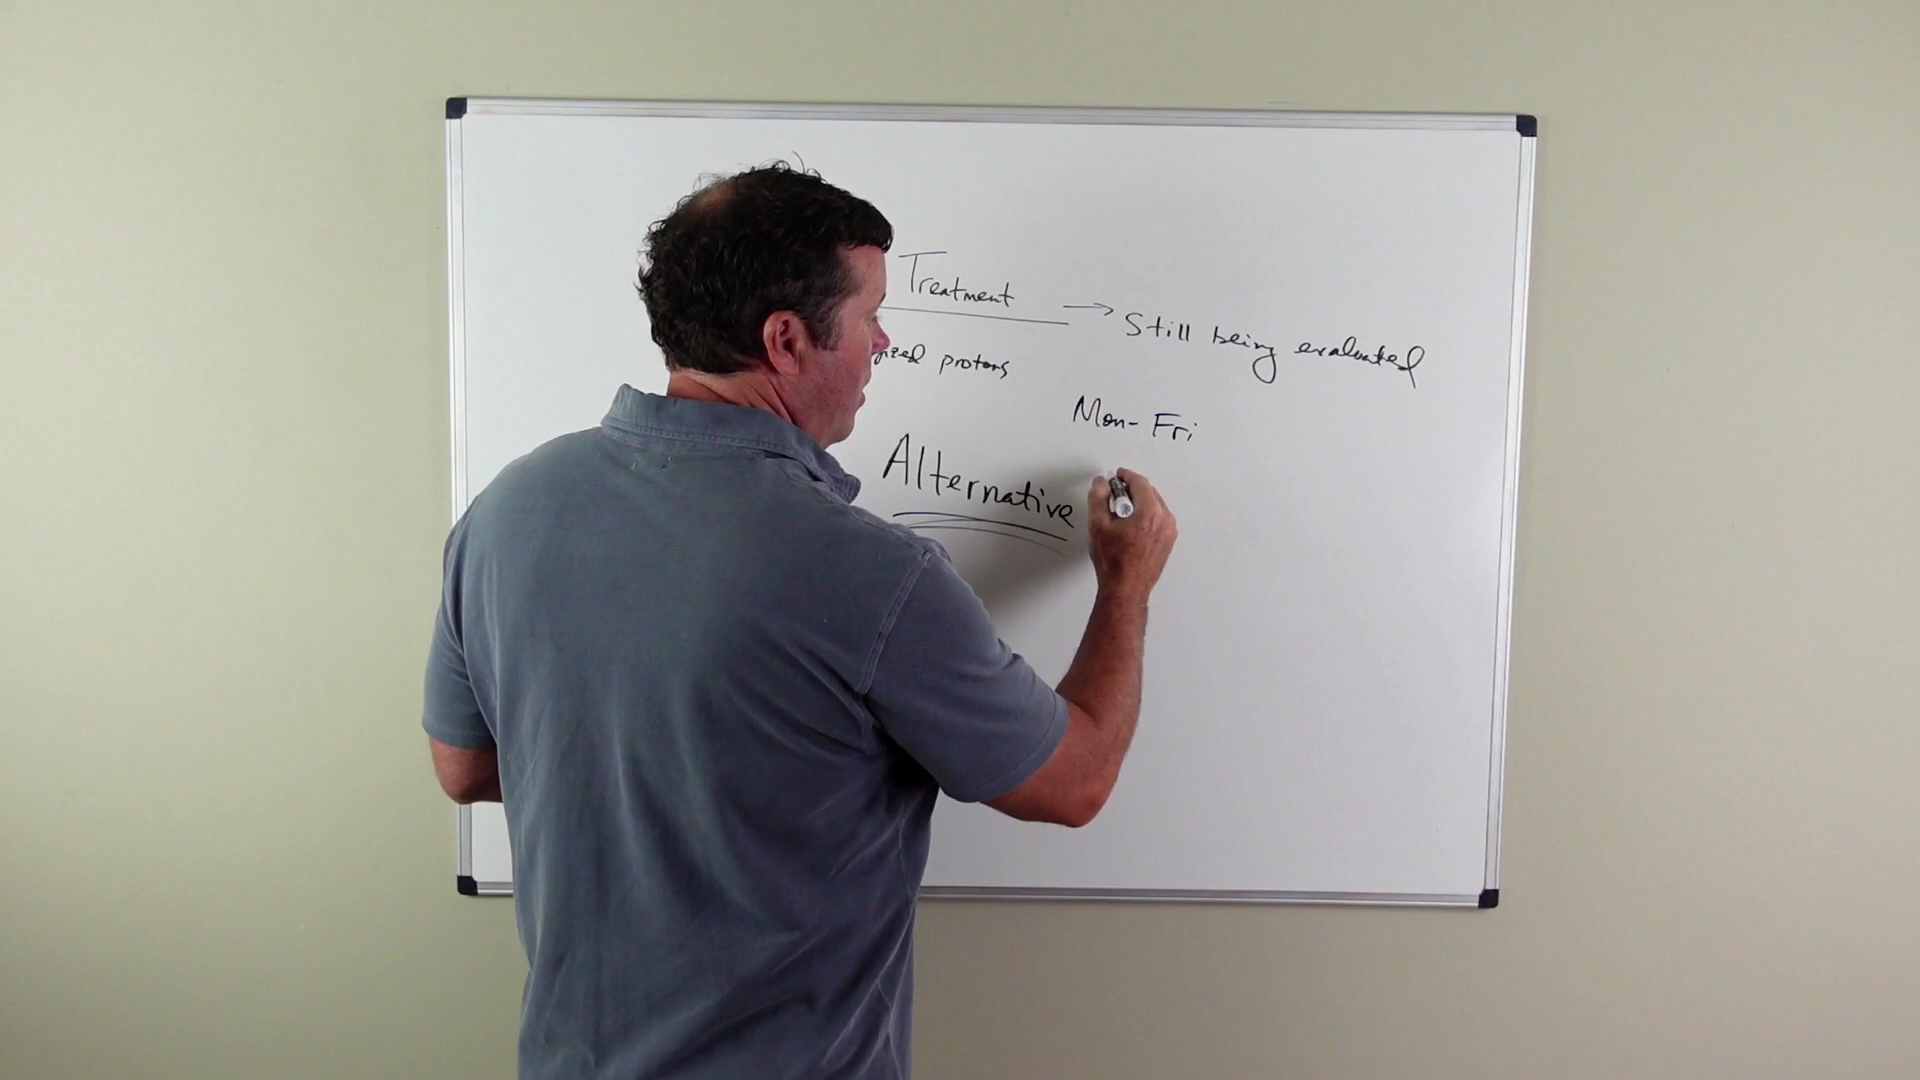 Treatment → Still being evaluated
protons
Mon- Fri
Alternative